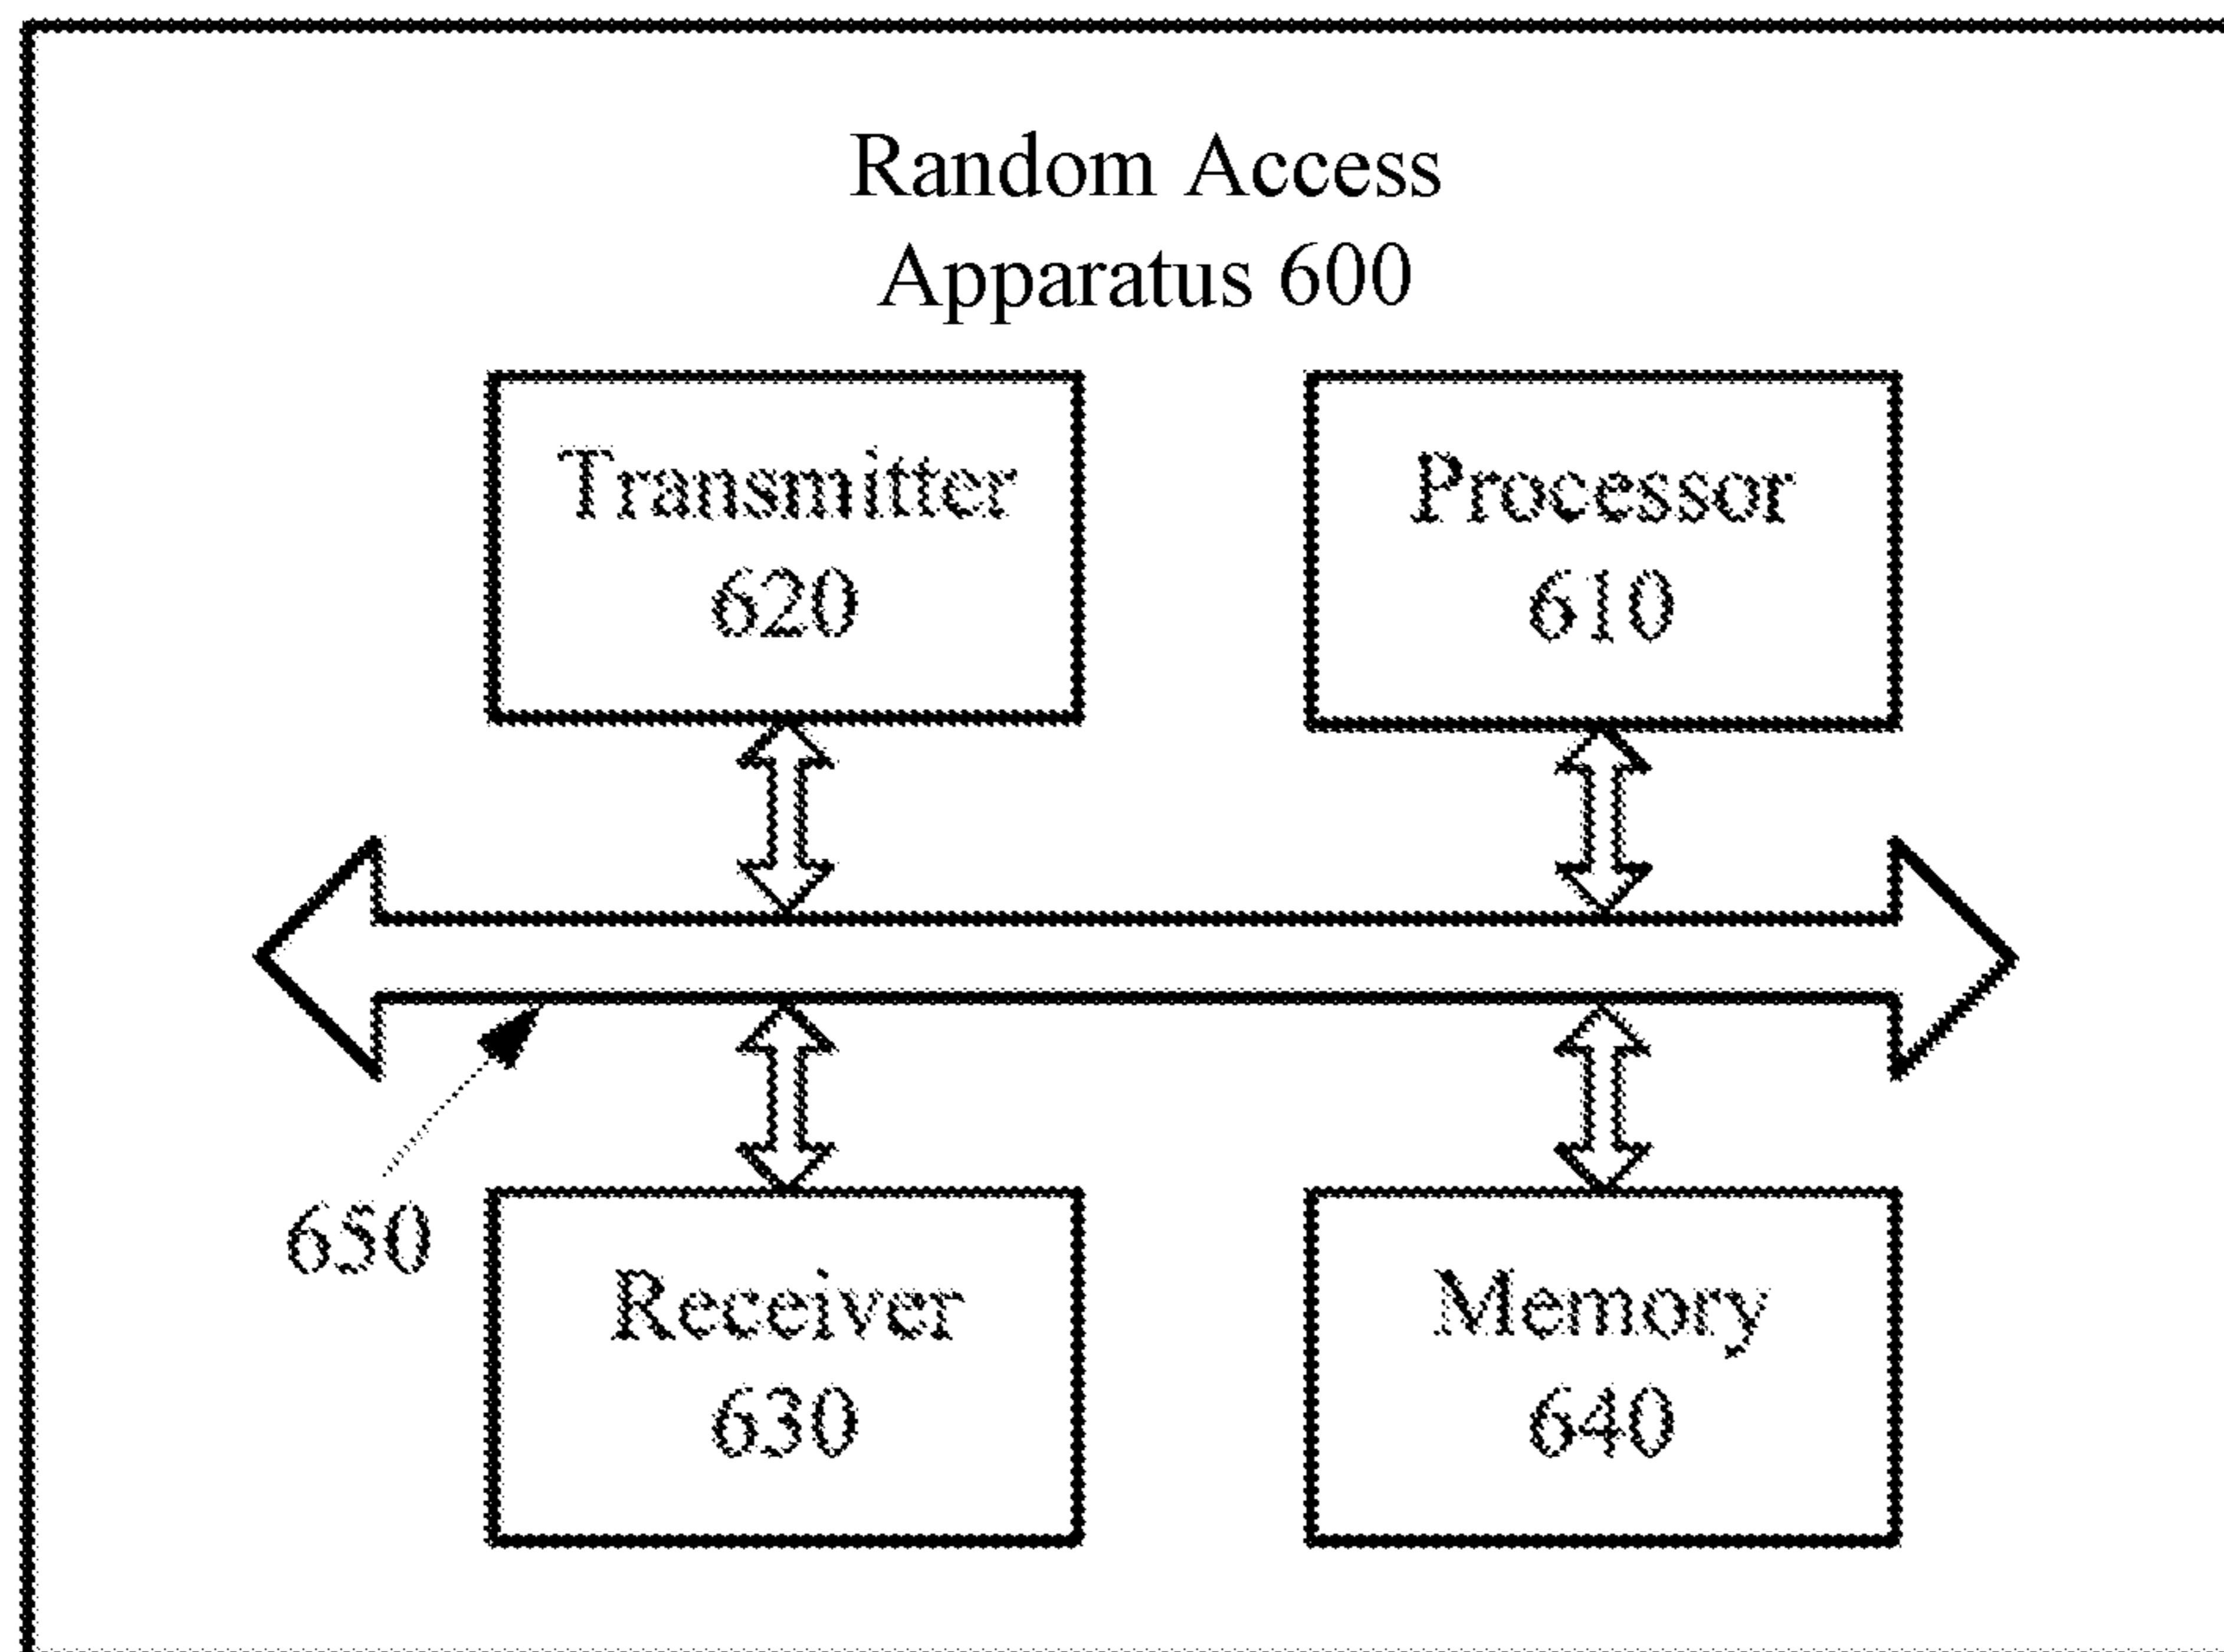 Random Access
Apparatus 600
Transmitter
620
Processor
610
650
Receiver
630
Memory
640